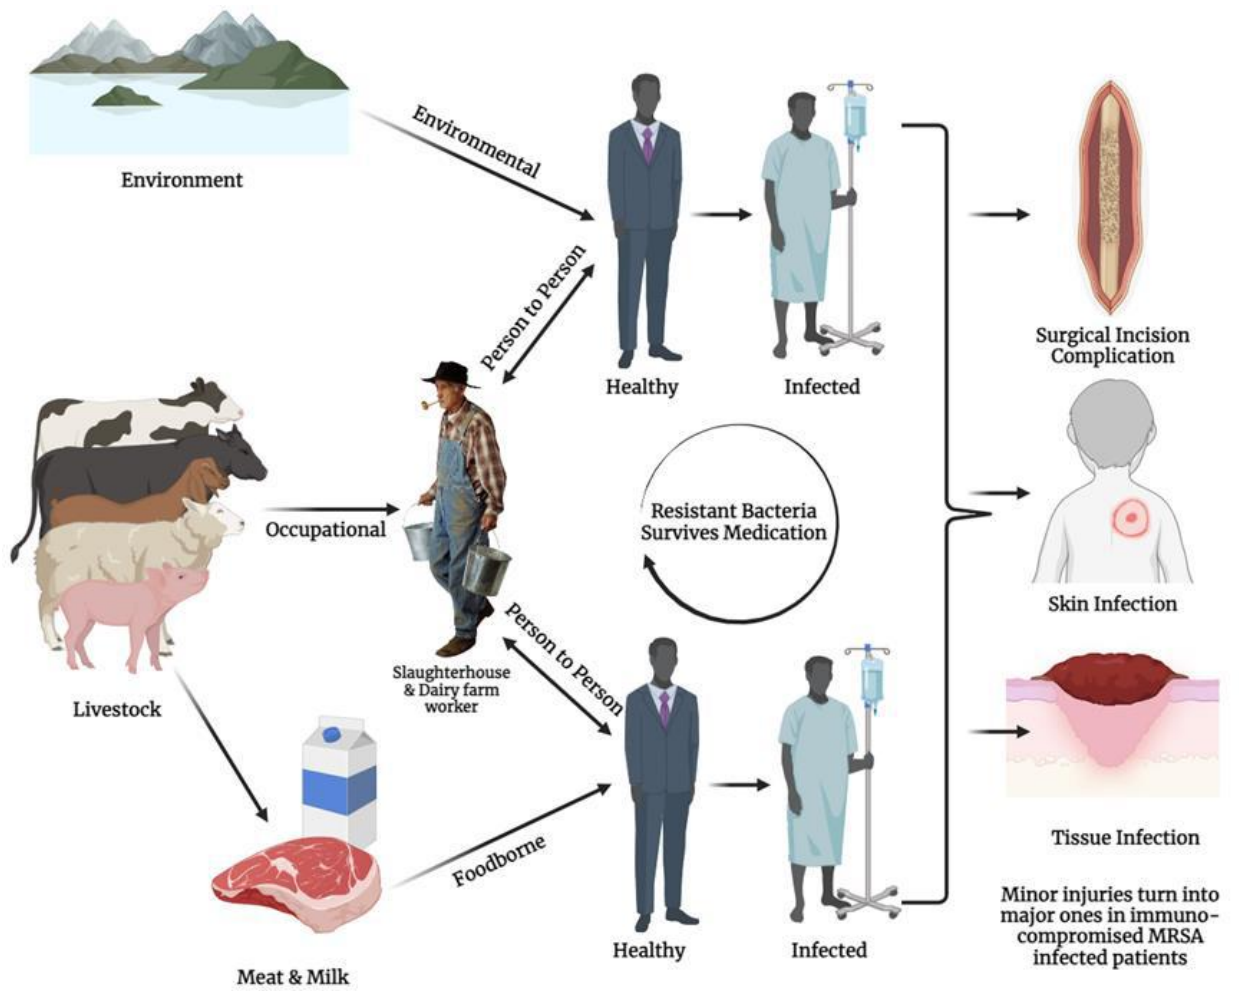 Environment
Environmental
Person to Person
Healthy
Infected
Surgical Incision
Complication
Occupational
Resistant Bacteria
Survives Medication
Skin Infection
Livestock
Slaughterhouse
& Dairy farm
worker
Person to Person
Foodborne
Meat & Milk
Healthy
Infected
Tissue Infection
Minor injuries turn into
major ones in immuno-
compromised MRSA
infected patients